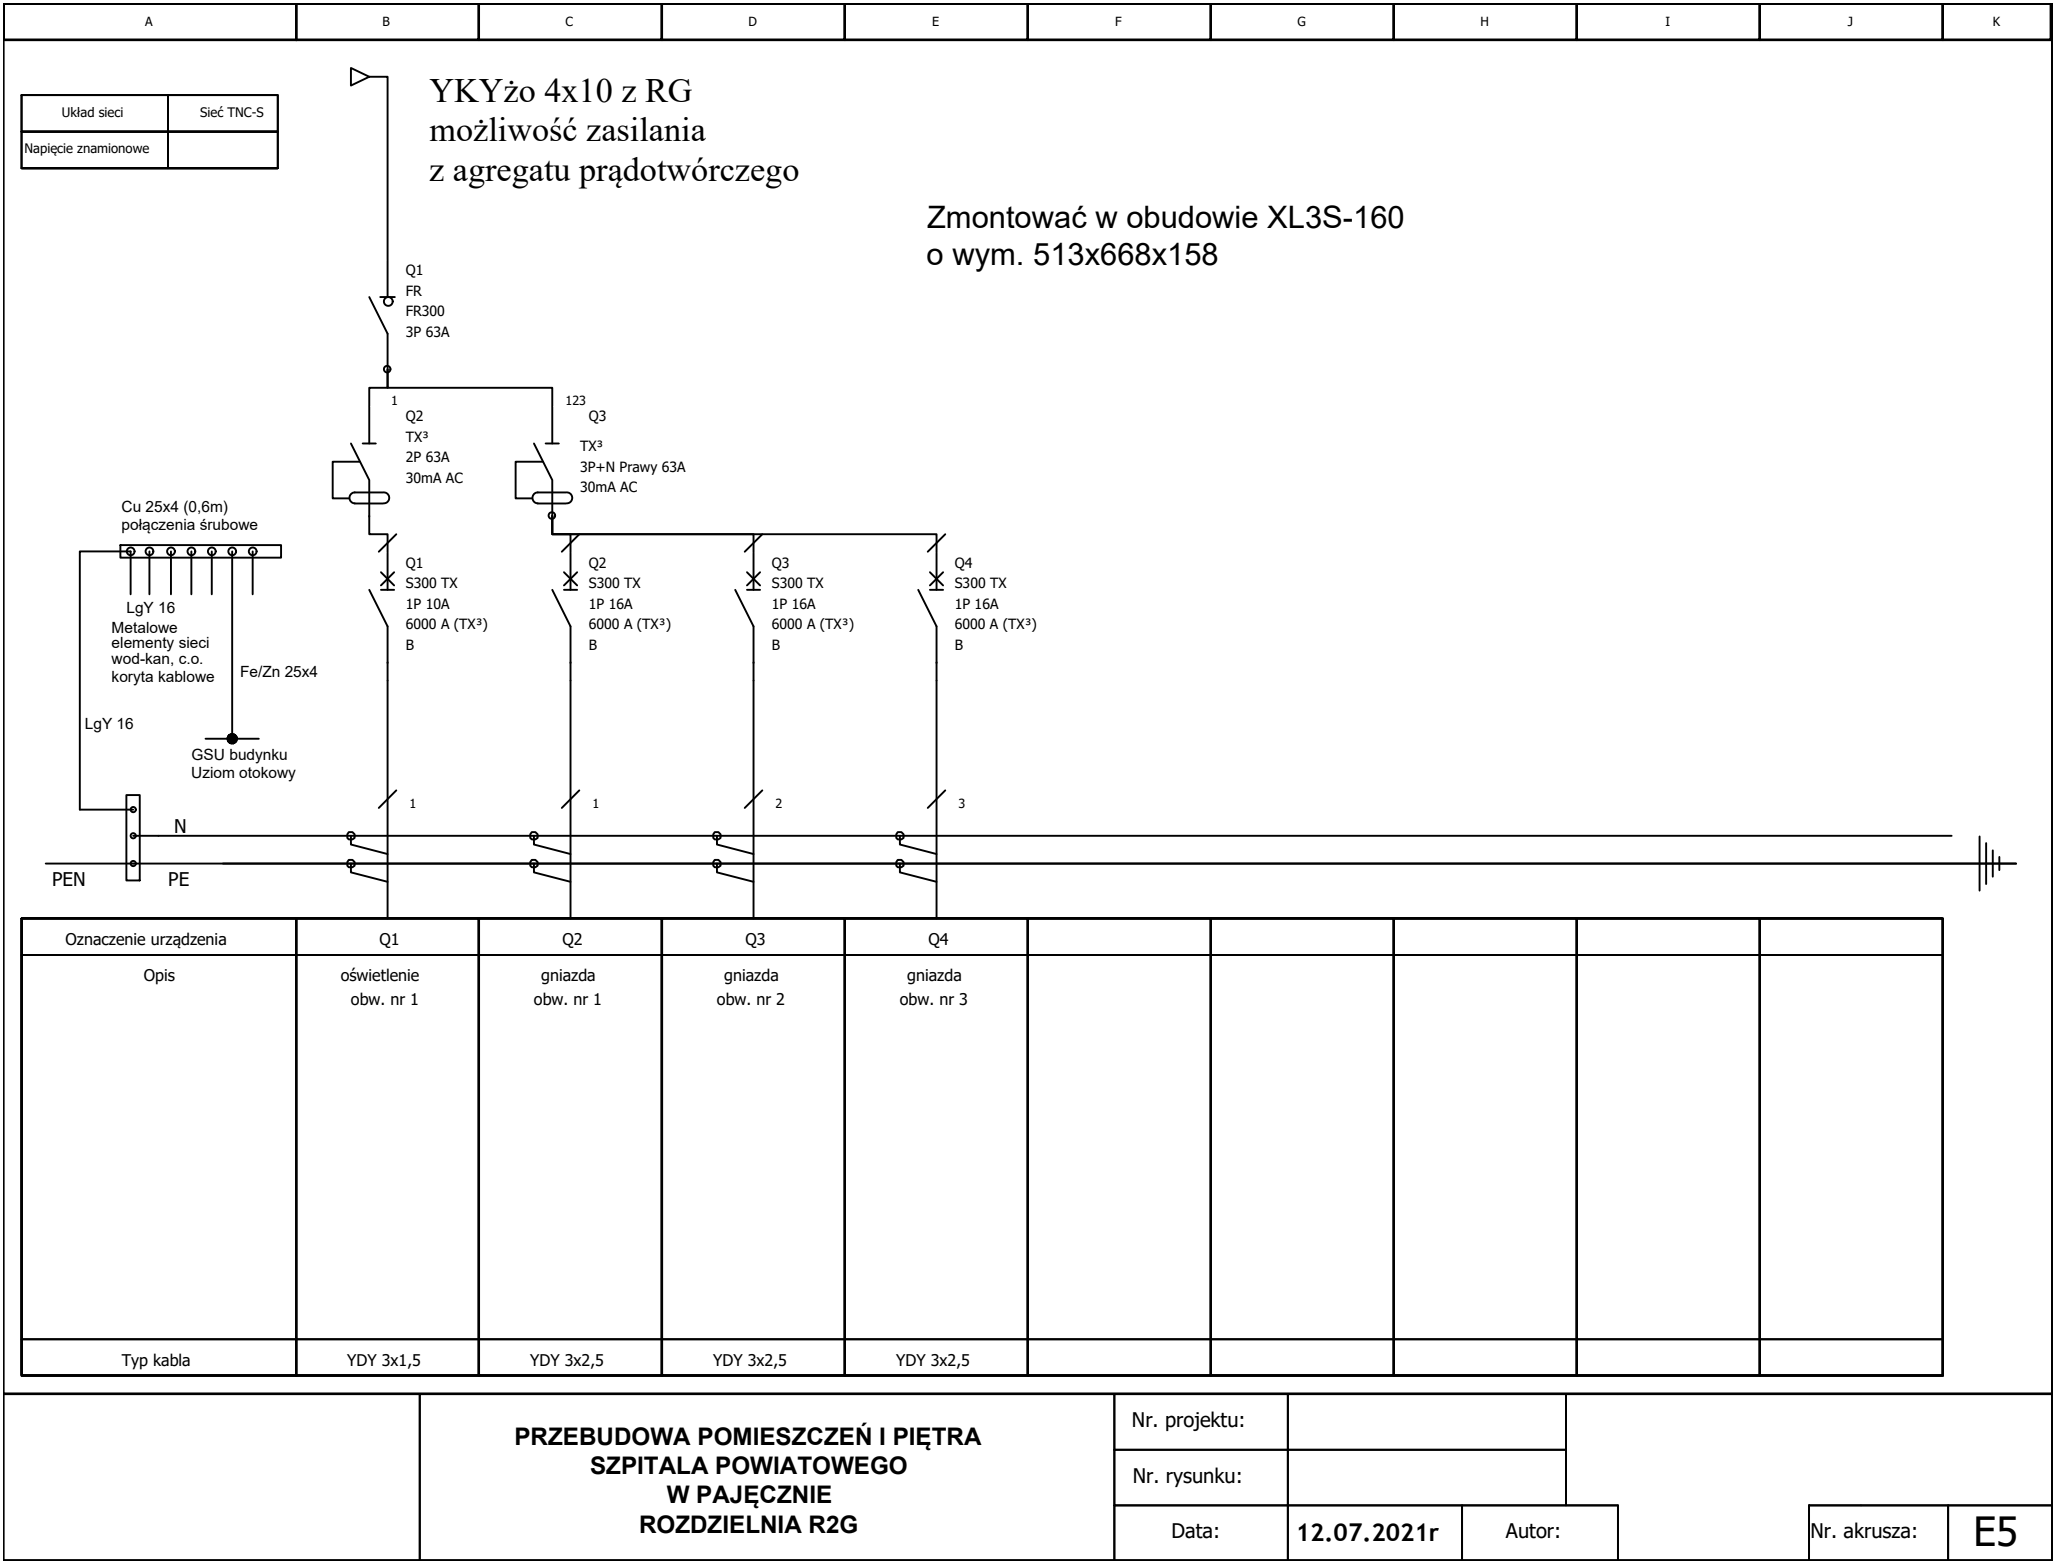 A
B
C
D
E
F
G
H
I
J
K
Układ sieci
Sieć TNC-S
Napięcie znamionowe
YKYżo 4x10 z RG
możliwość zasilania
z agregatu prądotwórczego
Zmontować w obudowie XL3S-160
o wym. 513x668x158
Q1
FR
FR300
3P 63A
1
Q2
TX³
2P 63A
30mA AC
123
Q3
TX³
3P+N Prawy 63A
30mA AC
Cu 25x4 (0,6m)
połączenia śrubowe
LgY 16
Metalowe
elementy sieci
wod-kan, c.o.
koryta kablowe
Fe/Zn 25x4
LgY 16
GSU budynku
Uziom otokowy
Q1
S300 TX
1P 10A
6000 A (TX³)
B
Q2
S300 TX
1P 16A
6000 A (TX³)
B
Q3
S300 TX
1P 16A
6000 A (TX³)
B
Q4
S300 TX
1P 16A
6000 A (TX³)
B
1
1
2
3
N
PEN
PE
Oznaczenie urządzenia
Q1
Q2
Q3
Q4
Opis
oświetlenie
obw. nr 1
gniazda
obw. nr 1
gniazda
obw. nr 2
gniazda
obw. nr 3
Typ kabla
YDY 3x1,5
YDY 3x2,5
YDY 3x2,5
YDY 3x2,5
PRZEBUDOWA POMIESZCZEŃ I PIĘTRA
SZPITALA POWIATOWEGO
W PAJĘCZNIE
ROZDZIELNIA R2G
Nr. projektu:
Nr. rysunku:
Data:
12.07.2021r
Autor:
Nr. akrusza:
E5